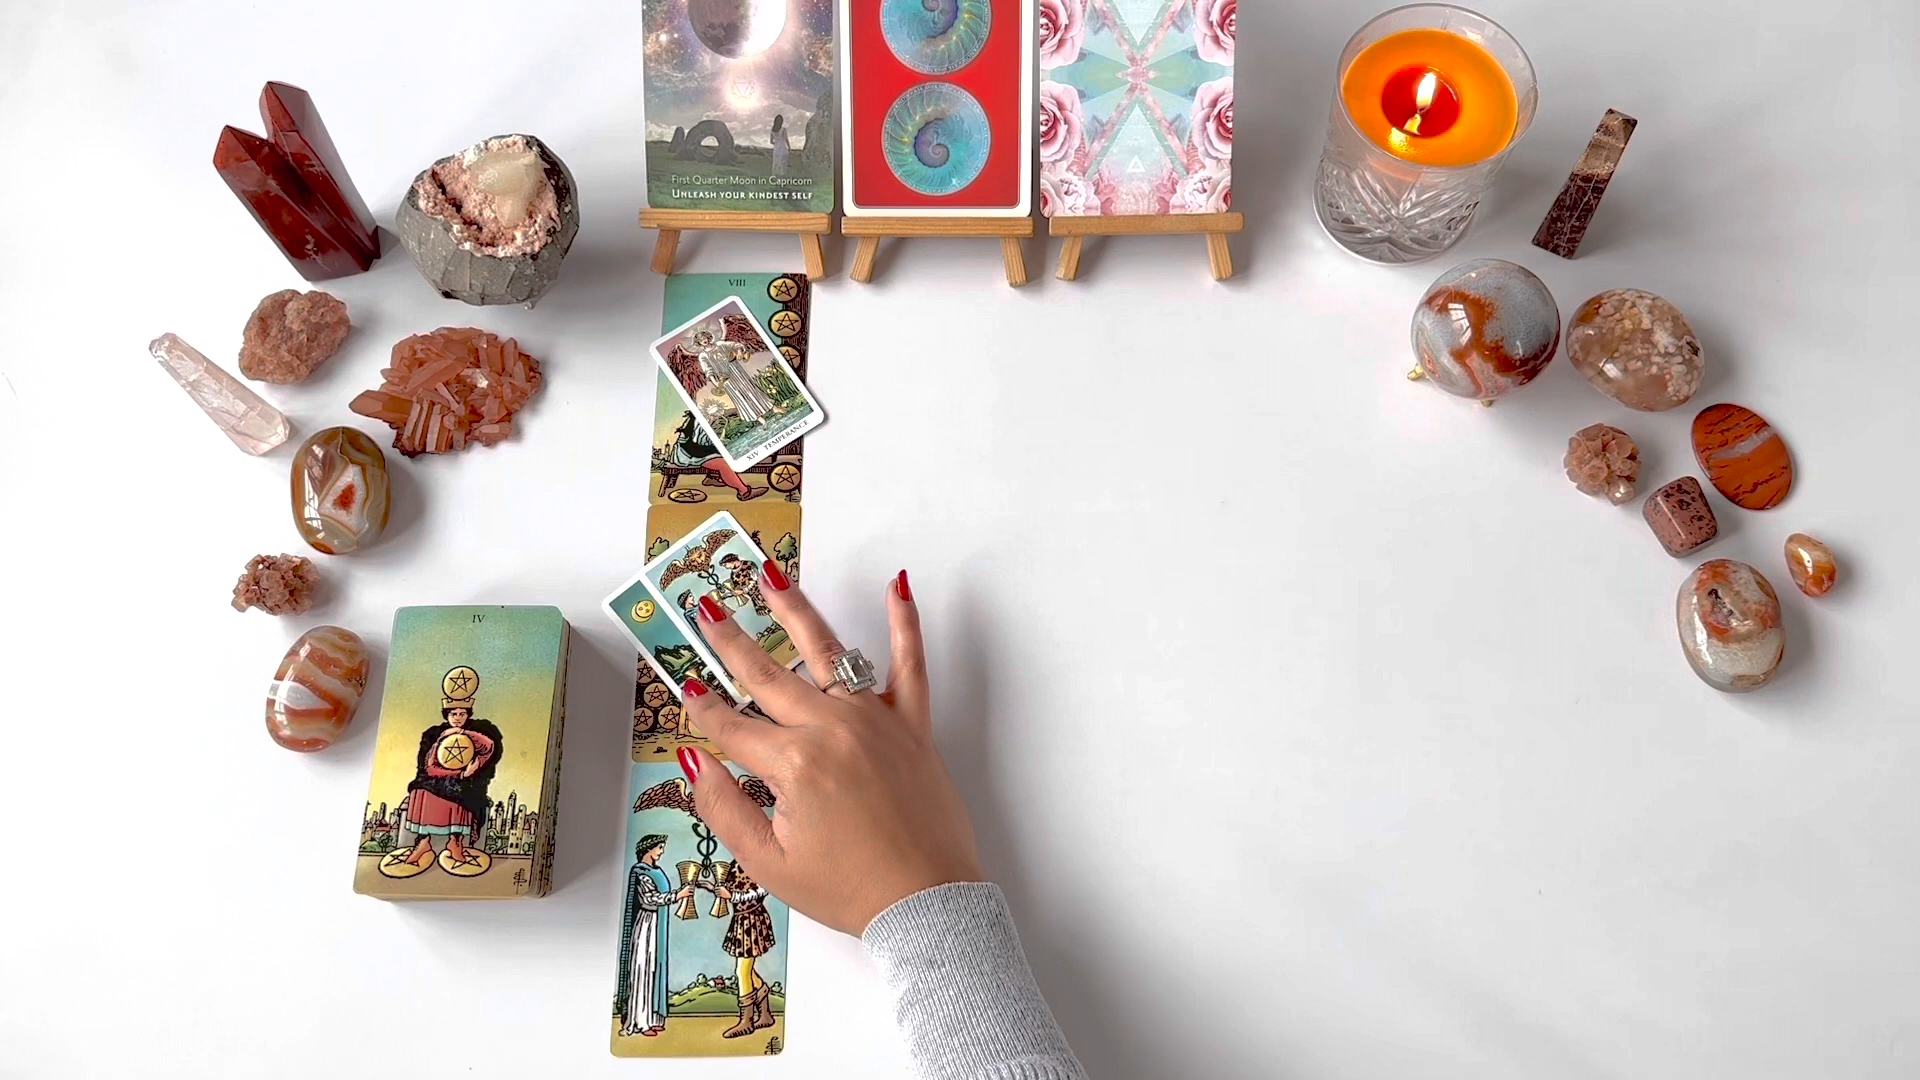 First Quarter Moon in Capricorn
UNLEASH YOUR KINDEST SELF
VIII
XIV TEMPERANCE
IV